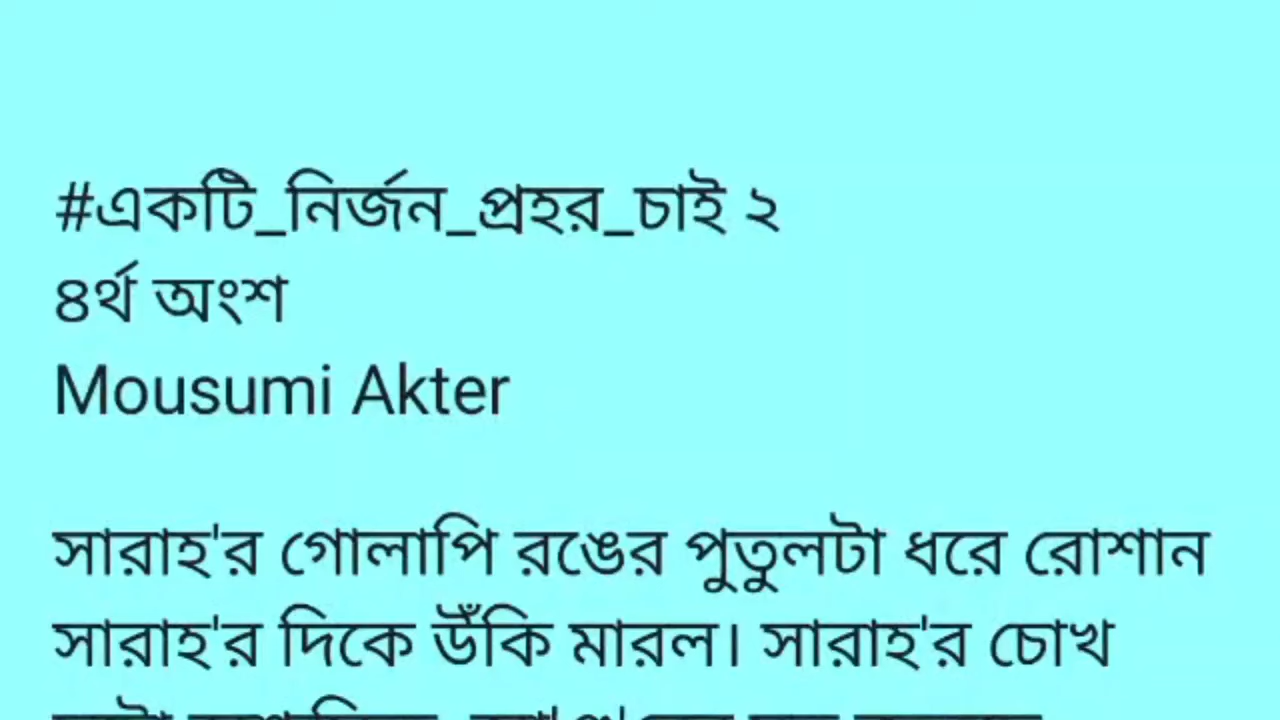 #একটি_নির্জন_প্রহর_চাই ২
৪র্থ অংশ
Mousumi Akter
সারাহ'র গোলাপি রঙের পুতুলটা ধরে রোশান
সারাহ'র দিকে উঁকি মারল। সারাহ'র চোখ